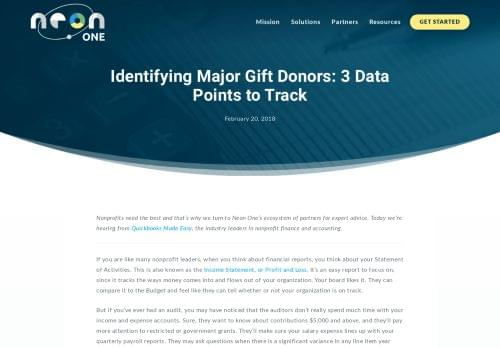 neon ONE
Mission Solutions Partners Resources GET STARTED
Identifying Major Gift Donors: 3 Data
Points to Track
February 20, 2018
Nonprofits need the best and that's why we turn to Neon One's ecosystem of partners for expert advice. Today we're
hearing from Quickbooks Made Easy, the industry leaders in nonprofit finance and accounting.
If you are like many nonprofit leaders, when you think about financial reports, you think about your Statement
of Activities. This is also known as the Income Statement, or Profit and Loss. It's an easy report to focus on,
since it tracks the ways money comes into and flows out of your organization. Your board likes it. They can
compare it to the Budget and feel like they can tell whether or not your organization is on track.
But if you've ever had an audit, you may have noticed that the auditors don't really spend much time with your
income and expense accounts. Sure, they want to know about contributions $5,000 and above, and they'll pay
more attention to restricted or government grants. They'll make sure your salary expense lines up with your
quarterly payroll reports. They may ask questions when there is a significant variance in any line item year